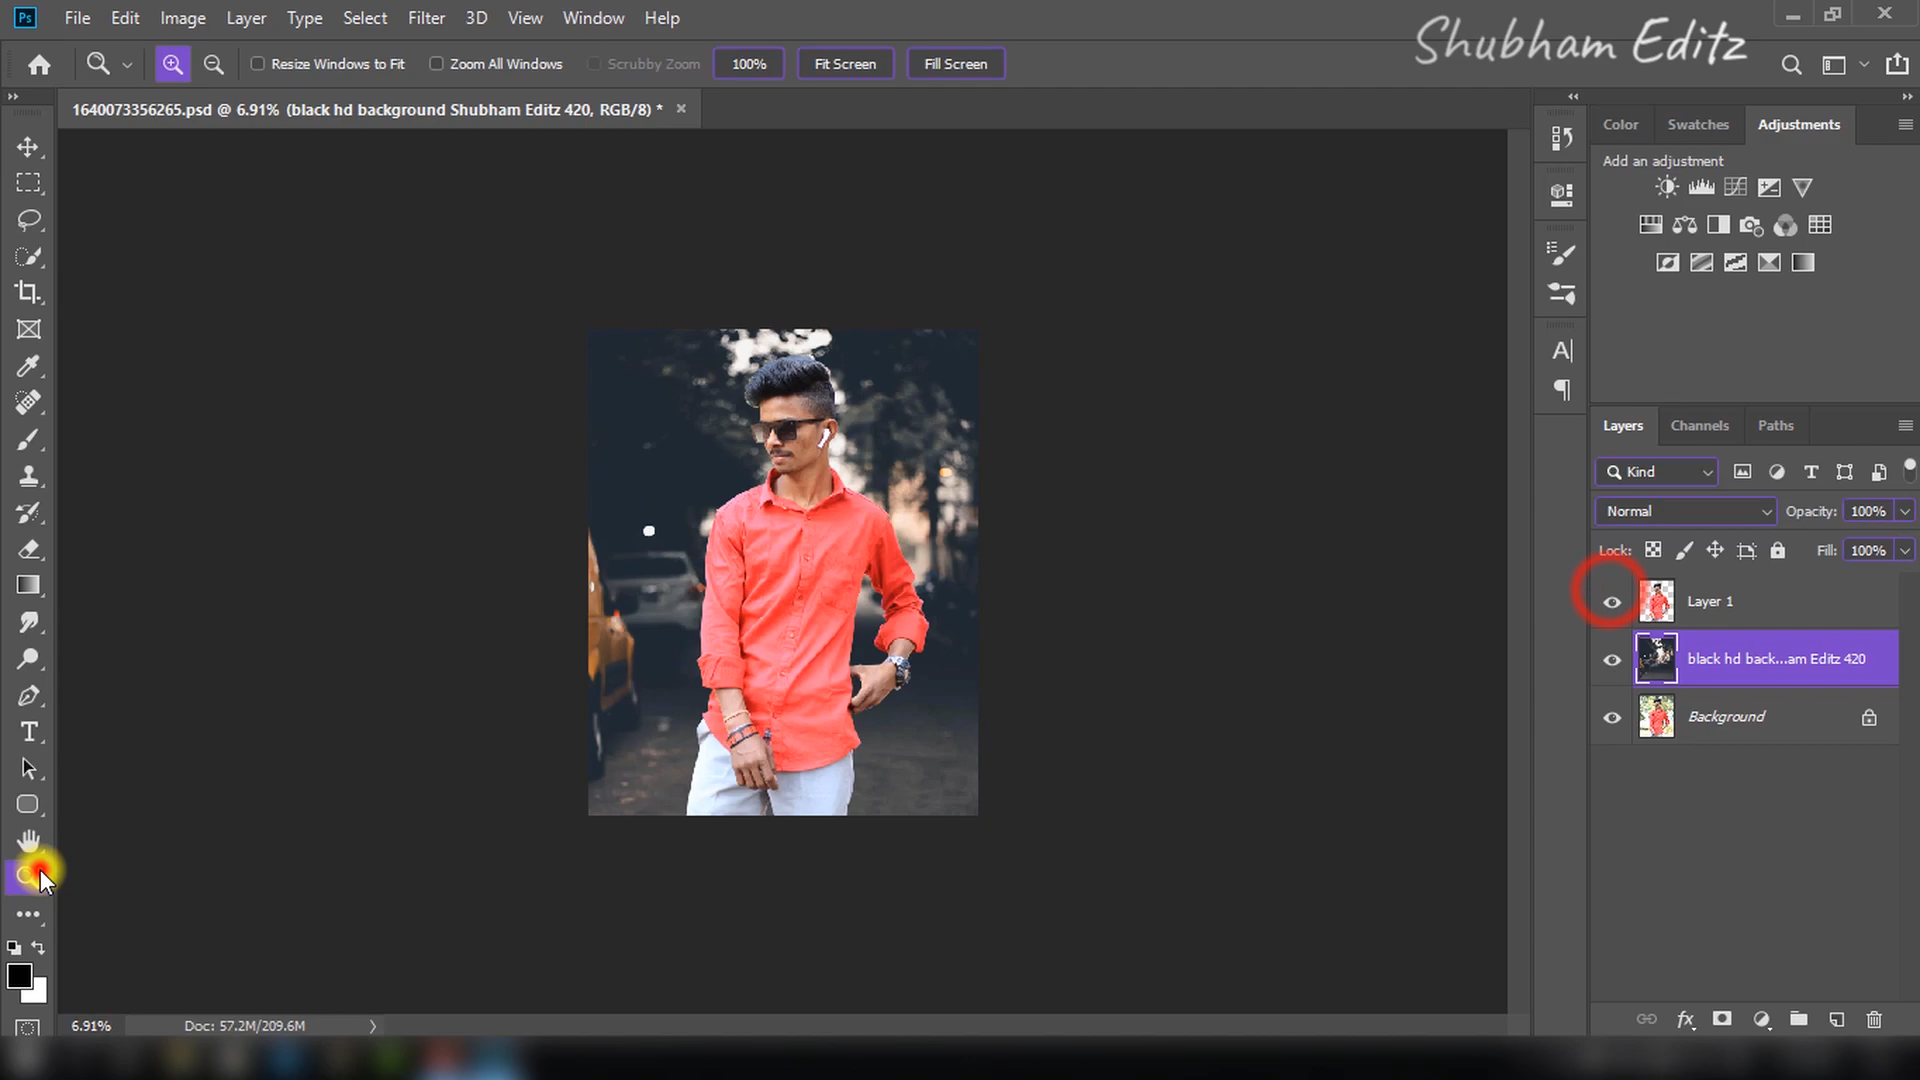 Ps File Edit Image Layer Type Select Filter 3D View Window Help
Shubham Editz
Resize Windows to Fit Zoom All Windows Scrubby Zoom 100% Fit Screen Fill Screen
1640073356265.psd @ 6.91% (black hd background Shubham Editz 420, RGB/8) *
Color Swatches Adjustments
Add an adjustment
Layers Channels Paths
Kind
Normal Opacity: 100%
Lock: Fill: 100%
Layer 1
black hd back...am Editz 420
Background
6.91% Doc: 57.2M/209.6M